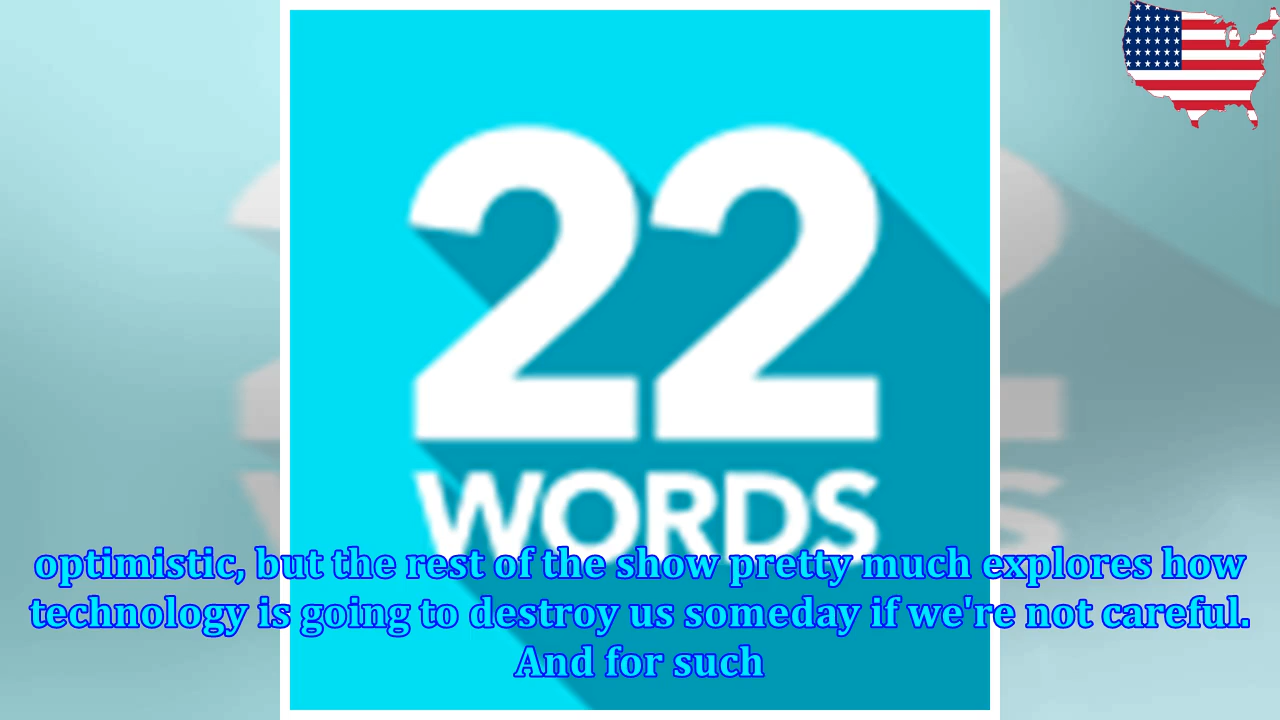 22
WORDS
optimistic, but the rest of the show pretty much explores how
technology is going to destroy us someday if we're not careful.
And for such